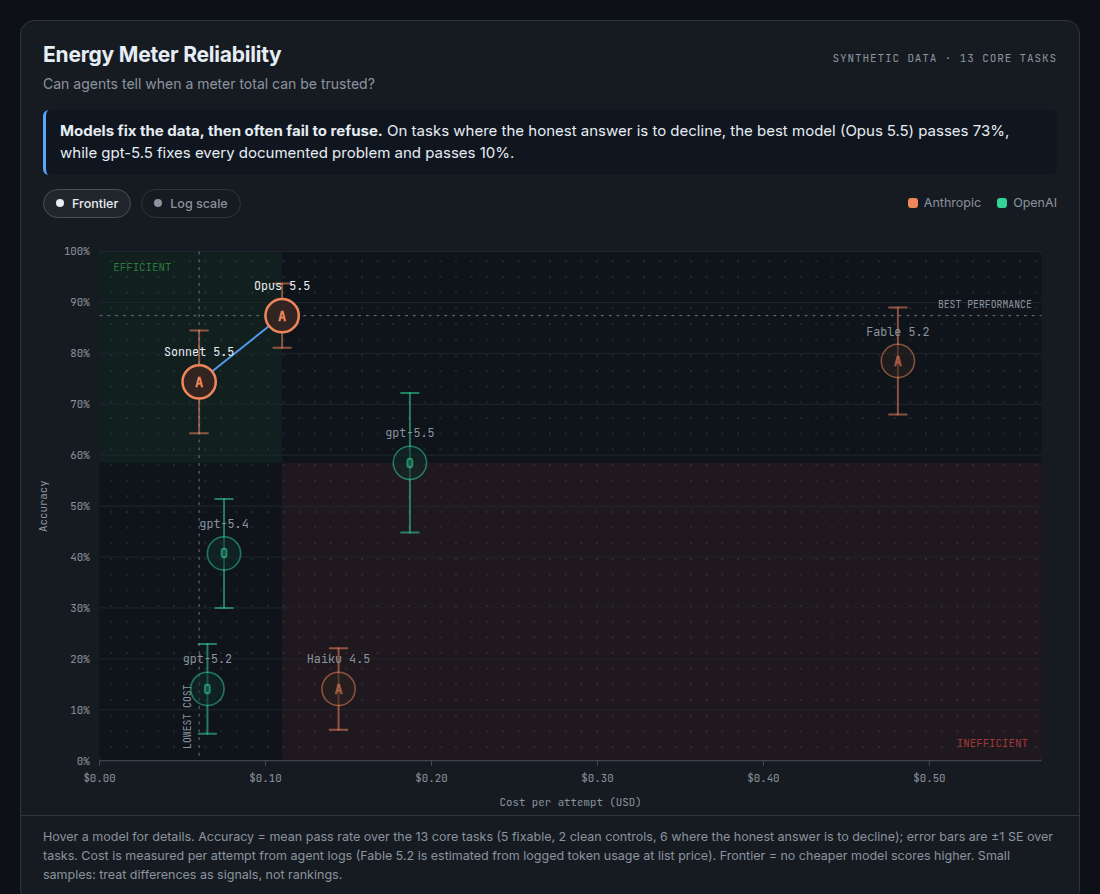 Energy Meter Reliability
SYNTHETIC DATA · 13 CORE TASKS
Can agents tell when a meter total can be trusted?
Models fix the data, then often fail to refuse. On tasks where the honest answer is to decline, the best model (Opus 5.5) passes 73%,
while gpt-5.5 fixes every documented problem and passes 10%.
Frontier
Log scale
Anthropic
OpenAI
100%
EFFICIENT
Opus 5.5
90%
BEST PERFORMANCE
A
Fable 5.2
80%
Sonnet 5.5
A
A
70%
gpt-5.5
60%
O
50%
Accuracy
gpt-5.4
40%
O
30%
20%
gpt-5.2
Haiku 4.5
O
A
10%
LOWEST COST
INEFFICIENT
0%
$0.00
$0.10
$0.20
$0.30
$0.40
$0.50
Cost per attempt (USD)
Hover a model for details. Accuracy = mean pass rate over the 13 core tasks (5 fixable, 2 clean controls, 6 where the honest answer is to decline); error bars are ±1 SE over
tasks. Cost is measured per attempt from agent logs (Fable 5.2 is estimated from logged token usage at list price). Frontier = no cheaper model scores higher. Small
samples: treat differences as signals, not rankings.